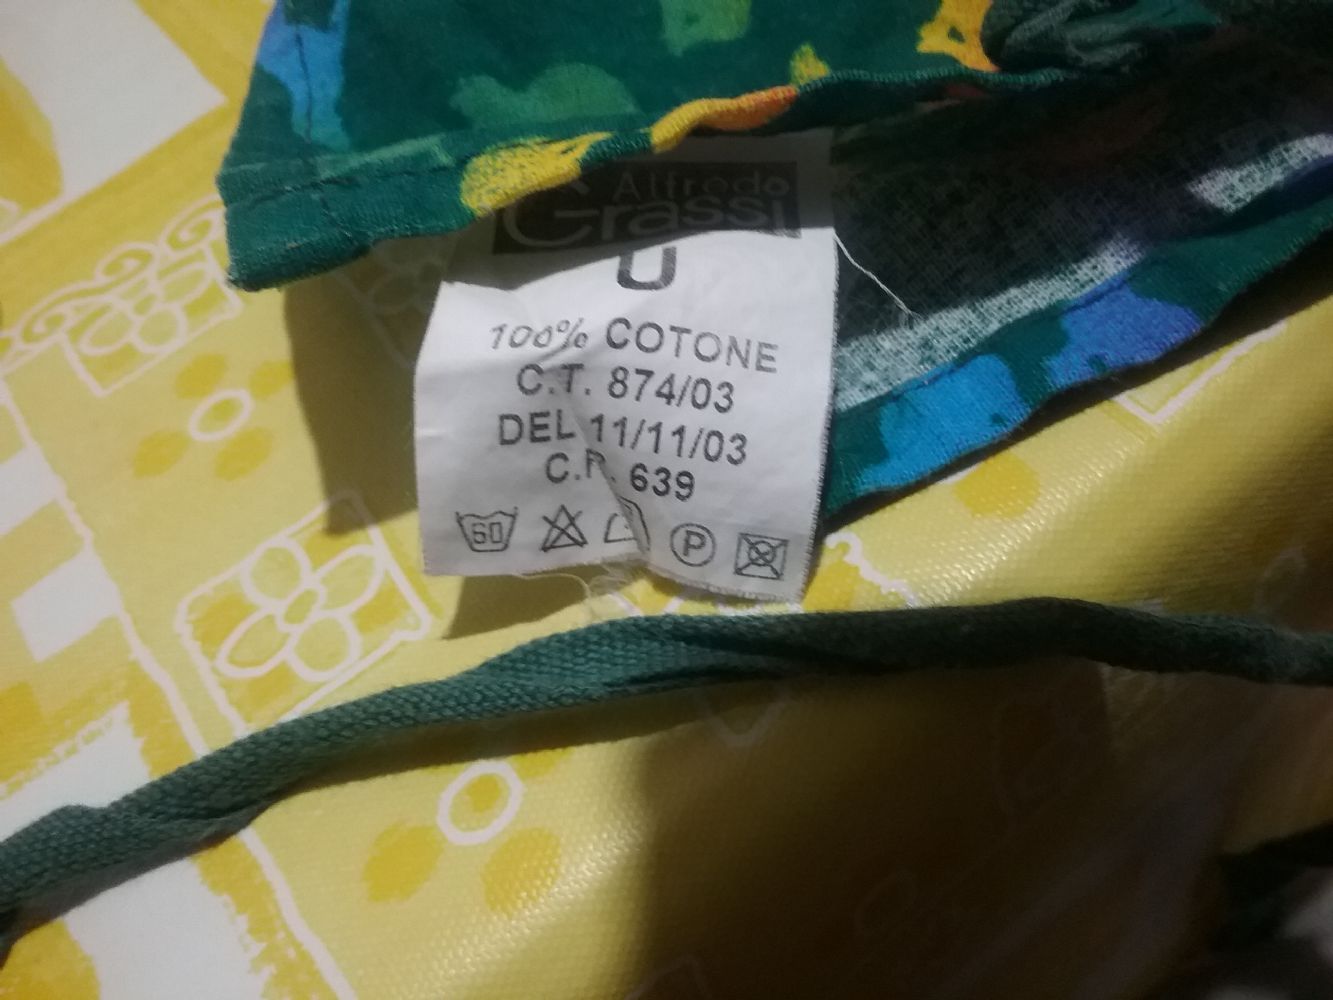 Alfredo
Grassi
U
100% COTONE
C.T. 874/03
DEL 11/11/03
C.P. 639
60
P